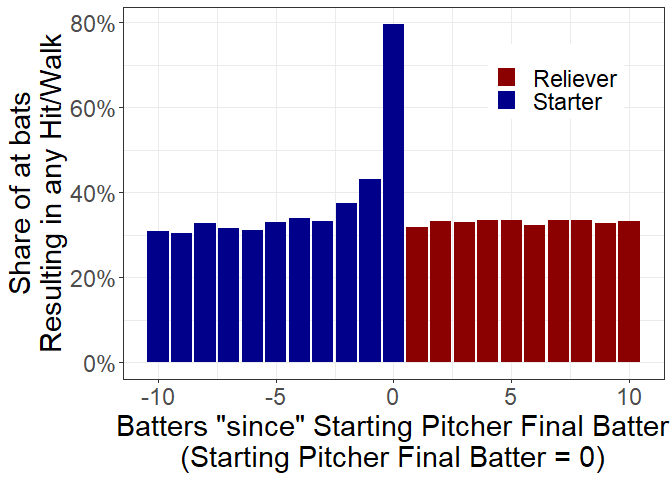 Share of at bats
Resulting in any Hit/Walk
80%
60%
40%
20%
0%
Reliever
Starter
-10
-5
0
5
10
Batters "since" Starting Pitcher Final Batter
(Starting Pitcher Final Batter = 0)